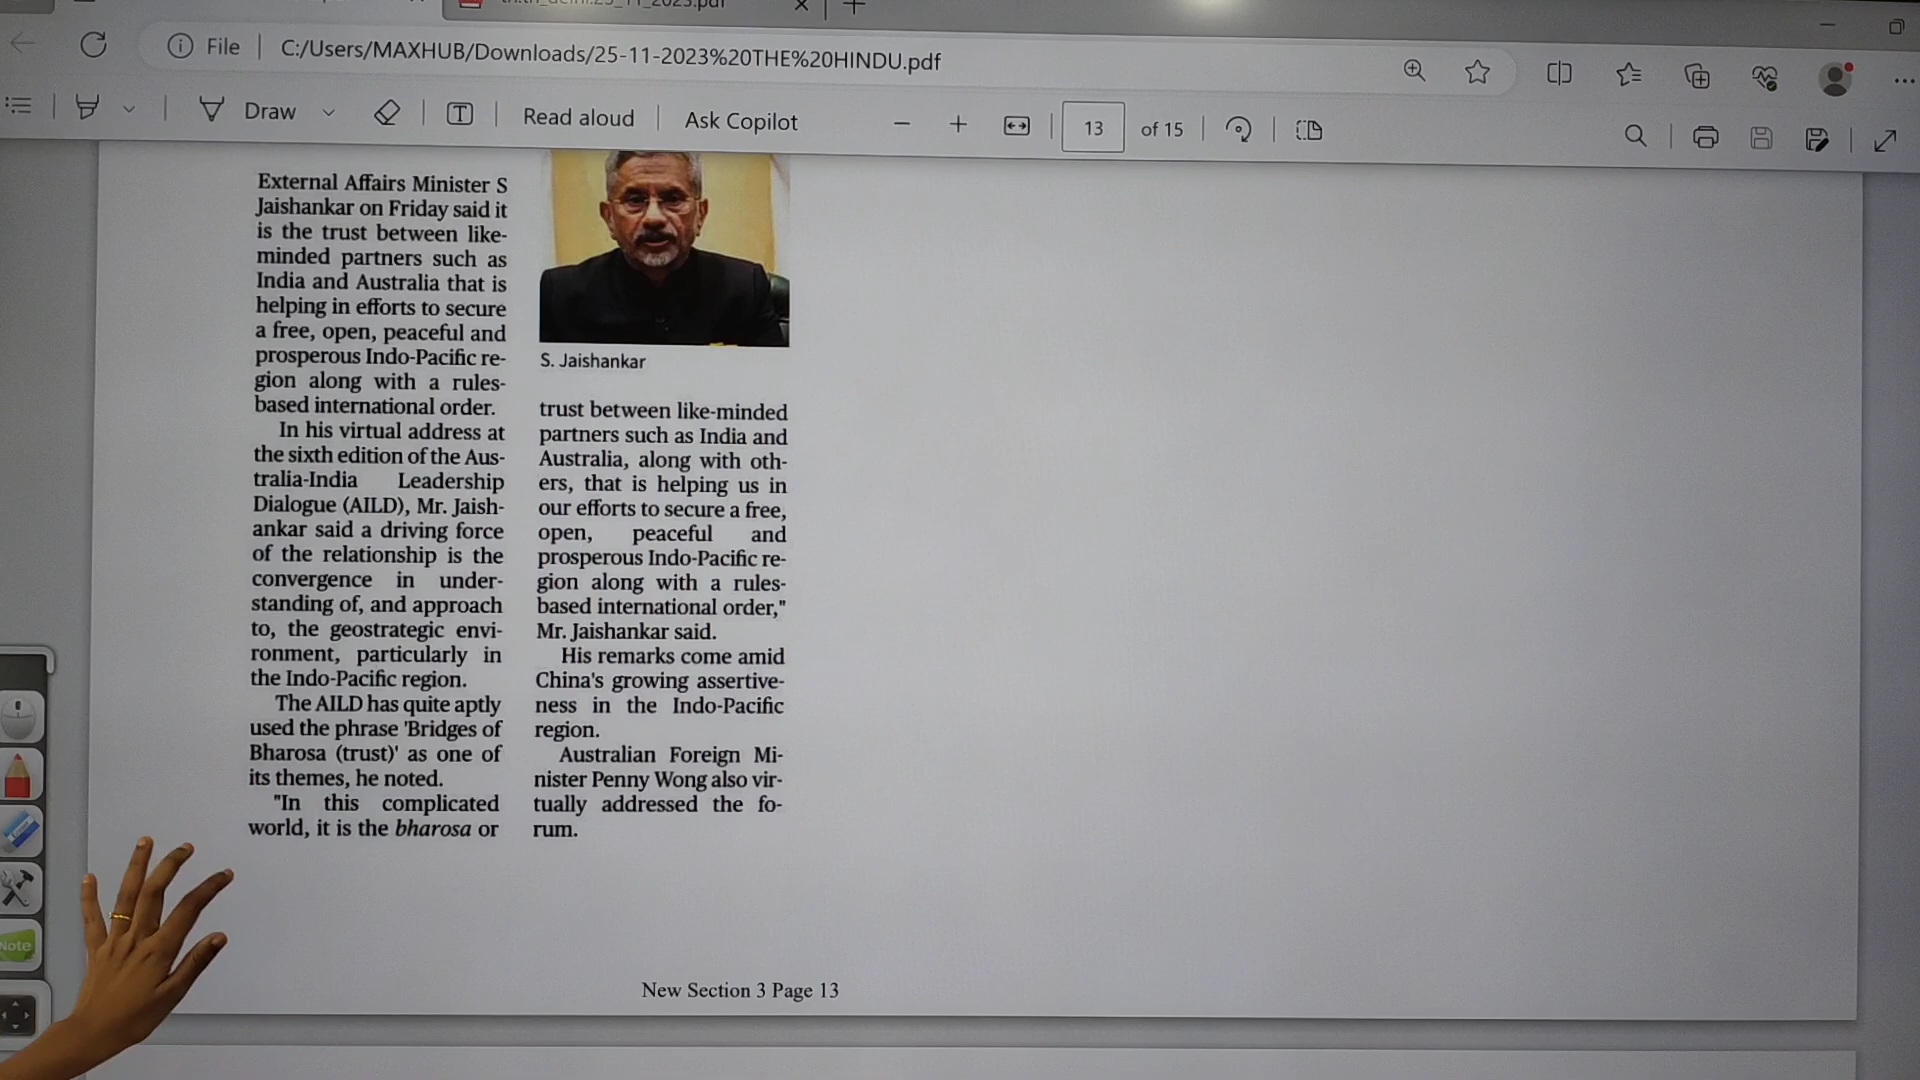 File
C:/Users/MAXHUB/Downloads/25-11-2023%20THE%20HINDU.pdf
Draw
Read aloud
Ask Copilot
13
of 15
External Affairs Minister S
Jaishankar on Friday said it
is the trust between like-
minded partners such as
India and Australia that is
helping in efforts to secure
a free, open, peaceful and
prosperous Indo-Pacific re-
gion along with a rules-
based international order.
In his virtual address at
the sixth edition of the Aus-
tralia-India Leadership
Dialogue (AILD), Mr. Jaish-
ankar said a driving force
of the relationship is the
convergence in under-
standing of, and approach
to, the geostrategic envi-
ronment, particularly in
the Indo-Pacific region.
The AILD has quite aptly
used the phrase 'Bridges of
Bharosa (trust)' as one of
its themes, he noted.
"In this complicated
world, it is the bharosa or
S. Jaishankar
trust between like-minded
partners such as India and
Australia, along with oth-
ers, that is helping us in
our efforts to secure a free,
open, peaceful and
prosperous Indo-Pacific re-
gion along with a rules-
based international order,"
Mr. Jaishankar said.
His remarks come amid
China's growing assertive-
ness in the Indo-Pacific
region.
Australian Foreign Mi-
nister Penny Wong also vir-
tually addressed the fo-
rum.
Note
New Section 3 Page 13